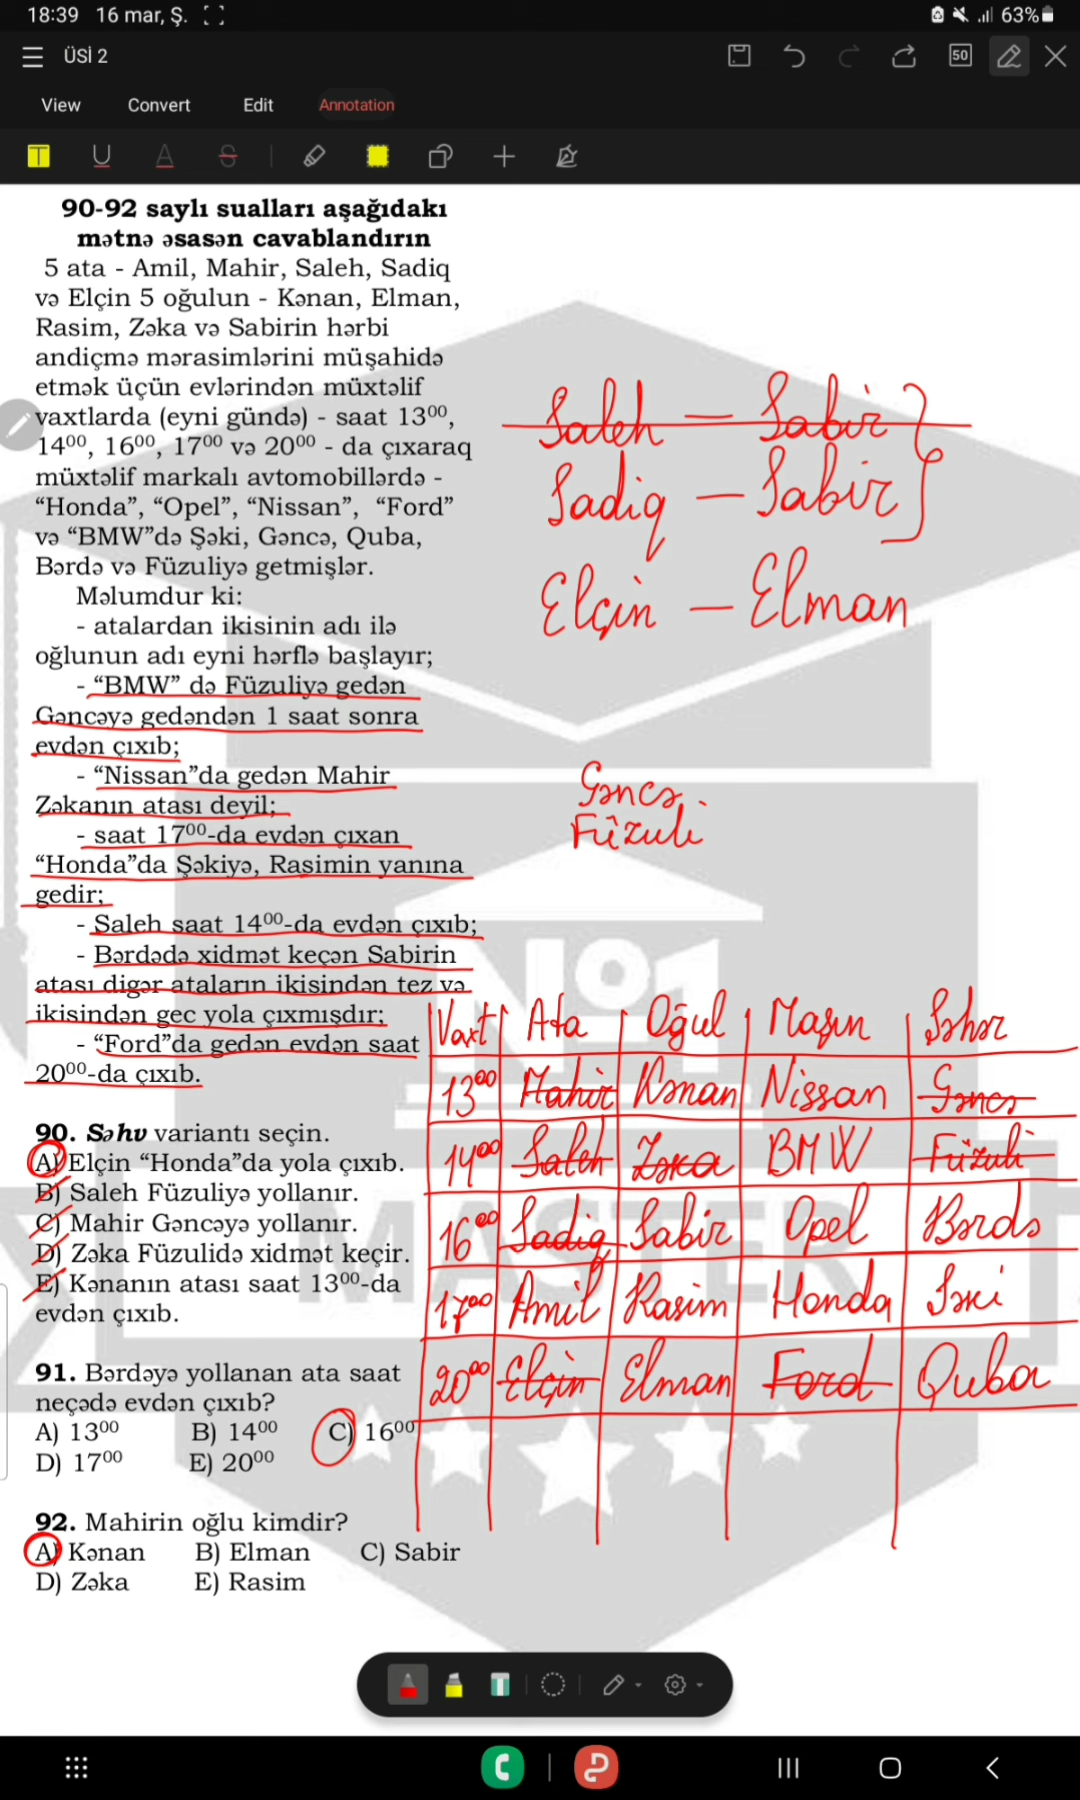 18:39 16 mar, Ş. 63%
ÜSİ 2 50
View Convert Edit Annotation
90-92 saylı sualları aşağıdakı
mətnə əsasən cavablandırın
5 ata - Amil, Mahir, Saleh, Sadiq
və Elçin 5 oğulun - Kənan, Elman,
Rasim, Zəka və Sabirin hərbi
andiçmə mərasimlərini müşahidə
etmək üçün evlərindən müxtəlif
vaxtlarda (eyni gündə) - saat 13⁰⁰,
14⁰⁰, 16⁰⁰, 17⁰⁰ və 20⁰⁰ - da çıxaraq
müxtəlif markalı avtomobillərdə -
“Honda”, “Opel”, “Nissan”, “Ford”
və “BMW”də Şəki, Gəncə, Quba,
Bərdə və Füzuliyə getmişlər.
Məlumdur ki:
- atalardan ikisinin adı ilə
oğlunun adı eyni hərflə başlayır;
- “BMW” də Füzuliyə gedən
Gəncəyə gedəndən 1 saat sonra
evdən çıxıb;
- “Nissan”da gedən Mahir
Zəkanın atası deyil;
- saat 17⁰⁰-da evdən çıxan
“Honda”da Şəkiyə, Rasimin yanına
gedir;
- Saleh saat 14⁰⁰-da evdən çıxıb;
- Bərdədə xidmət keçən Sabirin
atası digər ataların ikisindən tez və
ikisindən gec yola çıxmışdır;
- “Ford”da gedən evdən saat
20⁰⁰-da çıxıb.
90. Səhv variantı seçin.
A) Elçin “Honda”da yola çıxıb.
B) Saleh Füzuliyə yollanır.
C) Mahir Gəncəyə yollanır.
D) Zəka Füzulidə xidmət keçir.
E) Kənanın atası saat 13⁰⁰-da
evdən çıxıb.
91. Bərdəyə yollanan ata saat
neçədə evdən çıxıb?
A) 13⁰⁰ B) 14⁰⁰ C) 16⁰⁰
D) 17⁰⁰ E) 20⁰⁰
92. Mahirin oğlu kimdir?
A) Kənan B) Elman C) Sabir
D) Zəka E) Rasim
Saleh — Sabir
Sadiq — Sabir
Elçin — Elman
Gəncə
Füzuli
Vaxt Ata Oğul Maşın Şəhər
13⁰⁰ Mahir Kənan Nissan Gəncə
14⁰⁰ Saleh Zəka BMW Füzuli
16⁰⁰ Sadiq Sabir Opel Bərdə
17⁰⁰ Amil Rasim Honda Şəki
20⁰⁰ Elçin Elman Ford Quba
№1
MASTER